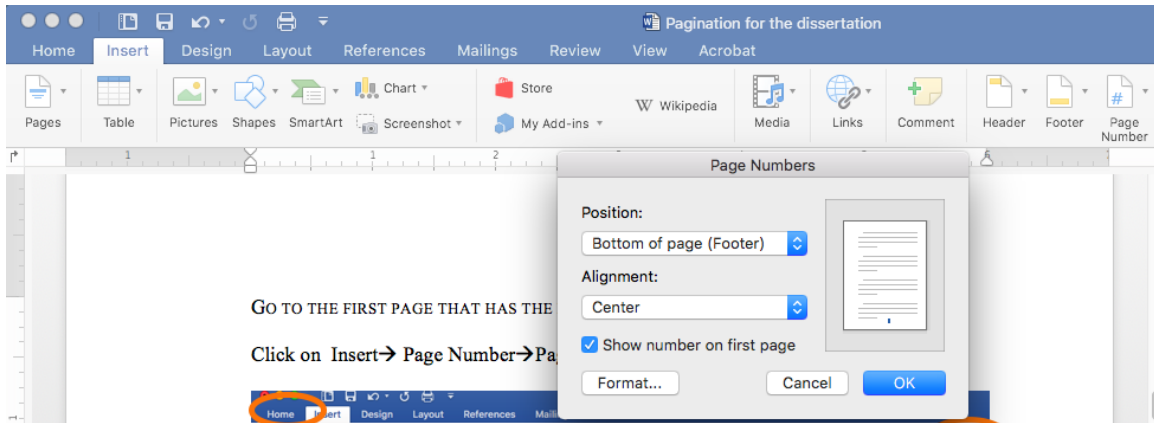 Pagination for the dissertation
Home Insert Design Layout References Mailings Review View Acrobat
Chart Store
W Wikipedia
Screenshot My Add-ins
Pages Table Pictures Shapes SmartArt Media Links Comment Header Footer Page Number
1 1 2
Page Numbers
Position:
Bottom of page (Footer)
Alignment:
GO TO THE FIRST PAGE THAT HAS THE
Center
Click on Insert→ Page Number→Pa
Show number on first page
Format... Cancel OK
Home Insert Design Layout References